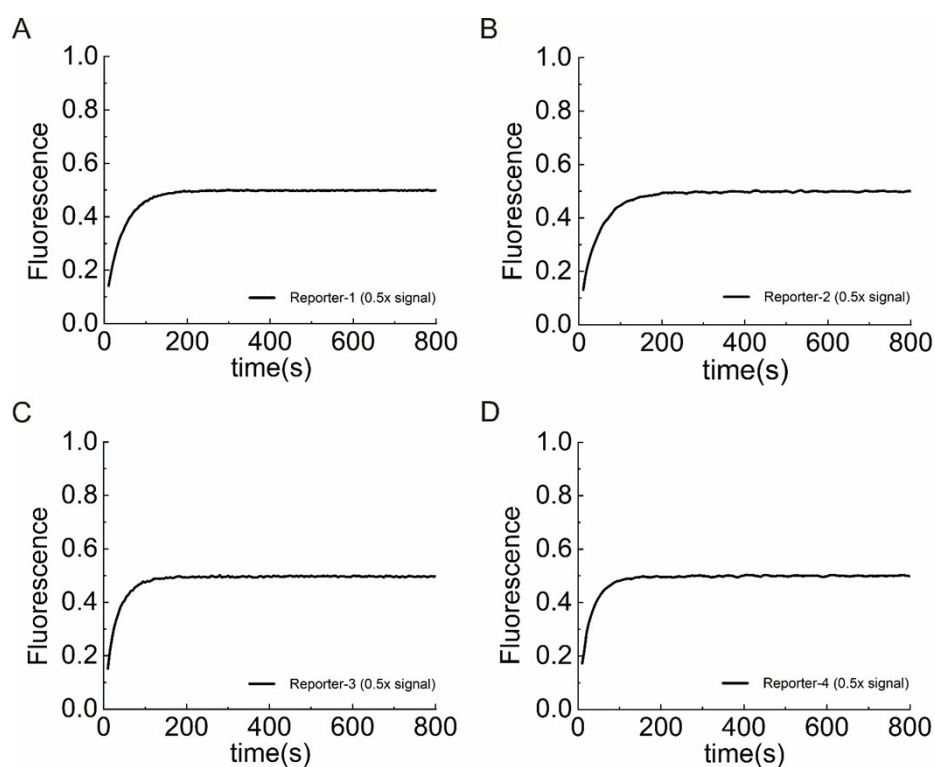 A
1.0
0.8
0.6
0.4
0.2
0.0
Fluorescence
Reporter-1 (0.5x signal)
0 200 400 600 800
time(s)
B
1.0
0.8
0.6
0.4
0.2
0.0
Fluorescence
Reporter-2 (0.5x signal)
0 200 400 600 800
time(s)
C
1.0
0.8
0.6
0.4
0.2
0.0
Fluorescence
Reporter-3 (0.5x signal)
0 200 400 600 800
time(s)
D
1.0
0.8
0.6
0.4
0.2
0.0
Fluorescence
Reporter-4 (0.5x signal)
0 200 400 600 800
time(s)